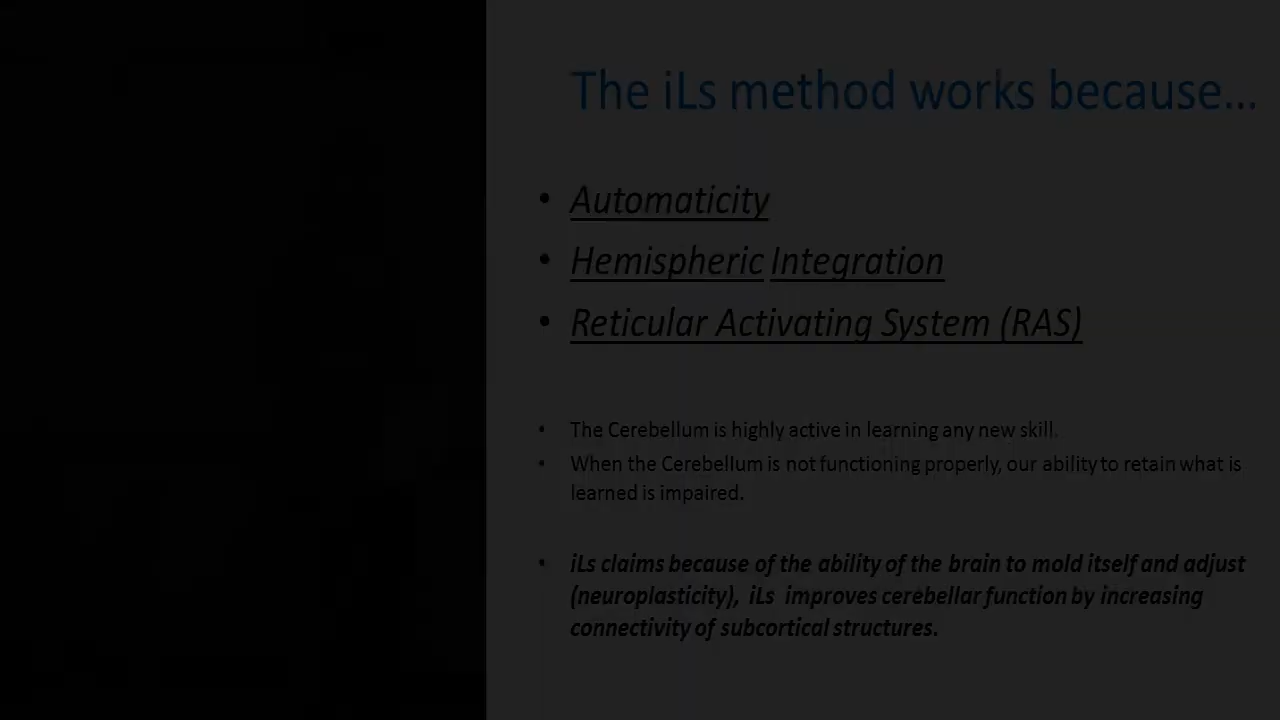 The iLs method works because...
• Automaticity
• Hemispheric Integration
• Reticular Activating System (RAS)
• The Cerebellum is highly active in learning any new skill.
• When the Cerebellum is not functioning properly, our ability to retain what is
learned is impaired.
• iLs claims because of the ability of the brain to mold itself and adjust
(neuroplasticity), iLs improves cerebellar function by increasing
connectivity of subcortical structures.